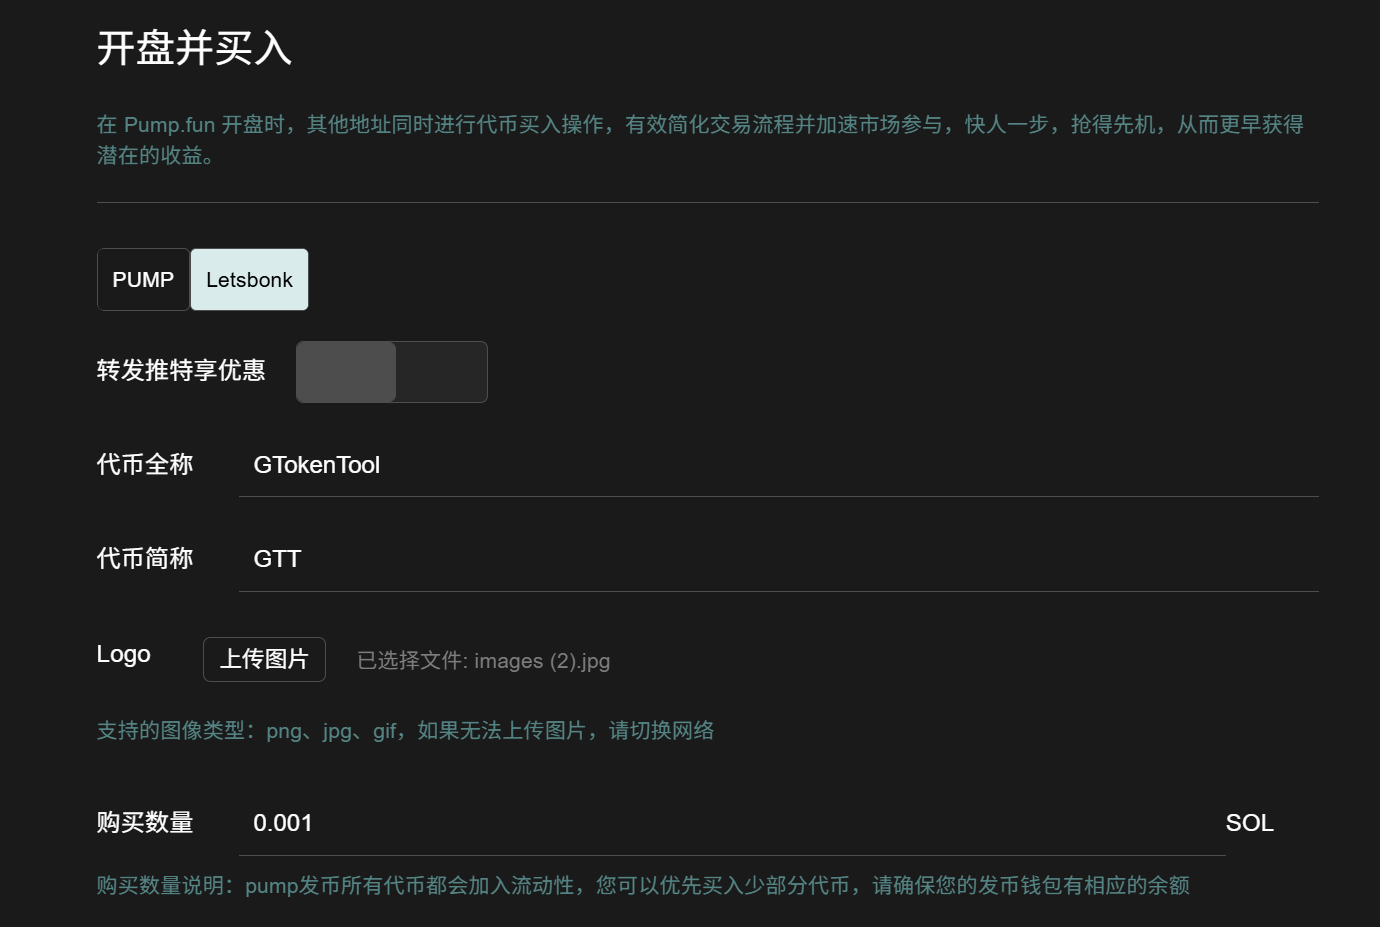 开盘并买入
在 Pump.fun 开盘时，其他地址同时进行代币买入操作，有效简化交易流程并加速市场参与，快人一步，抢得先机，从而更早获得
潜在的收益。
PUMP Letsbonk
转发推特享优惠
代币全称 GTokenTool
代币简称 GTT
Logo 上传图片 已选择文件: images (2).jpg
支持的图像类型：png、jpg、gif，如果无法上传图片，请切换网络
购买数量 0.001 SOL
购买数量说明：pump发币所有代币都会加入流动性，您可以优先买入少部分代币，请确保您的发币钱包有相应的余额